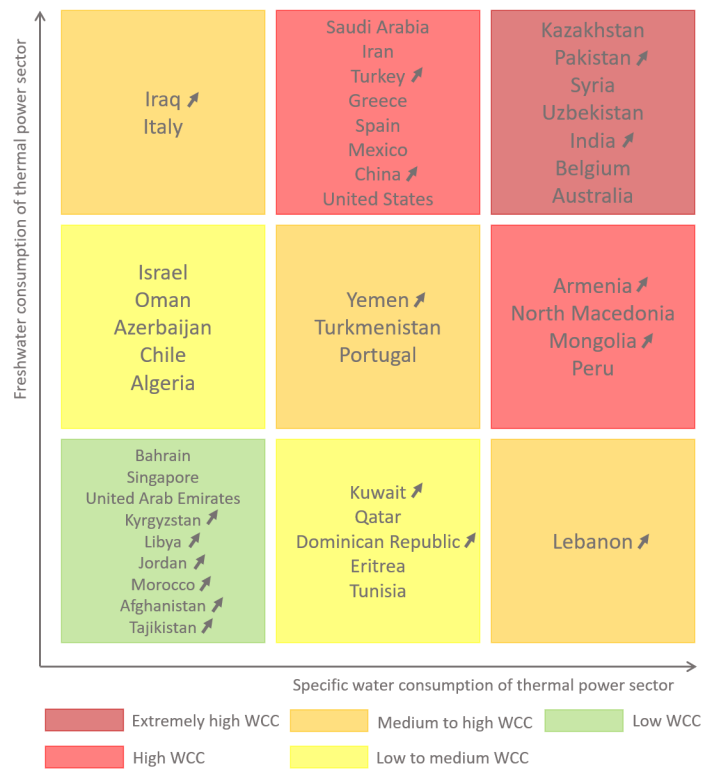 Freshwater consumption of thermal power sector
Iraq
Italy
Saudi Arabia
Iran
Turkey
Greece
Spain
Mexico
China
United States
Kazakhstan
Pakistan
Syria
Uzbekistan
India
Belgium
Australia
Israel
Oman
Azerbaijan
Chile
Algeria
Yemen
Turkmenistan
Portugal
Armenia
North Macedonia
Mongolia
Peru
Bahrain
Singapore
United Arab Emirates
Kyrgyzstan
Libya
Jordan
Morocco
Afghanistan
Tajikistan
Kuwait
Qatar
Dominican Republic
Eritrea
Tunisia
Lebanon
Specific water consumption of thermal power sector
Extremely high WCC
Medium to high WCC
Low WCC
High WCC
Low to medium WCC